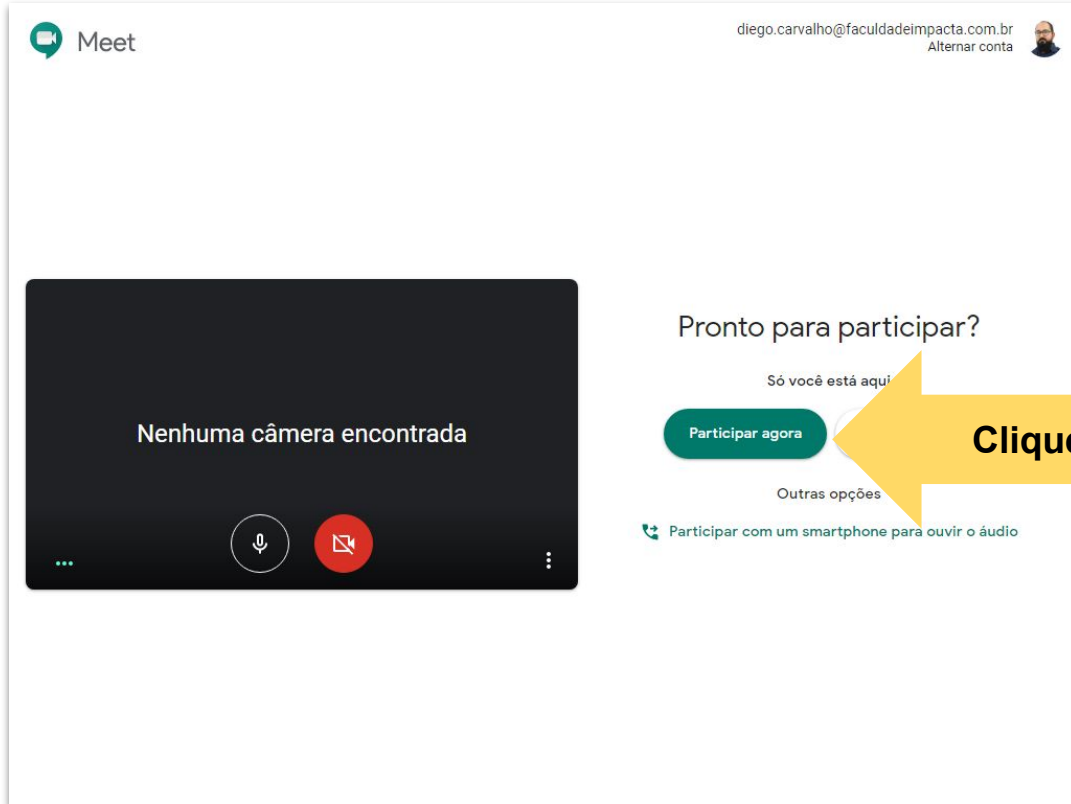 Meet
diego.carvalho@faculdadeimpacta.com.br
Alternar conta
Pronto para participar?
Só você está aqui
Nenhuma câmera encontrada
Participar agora
Clique
Outras opções
Participar com um smartphone para ouvir o áudio